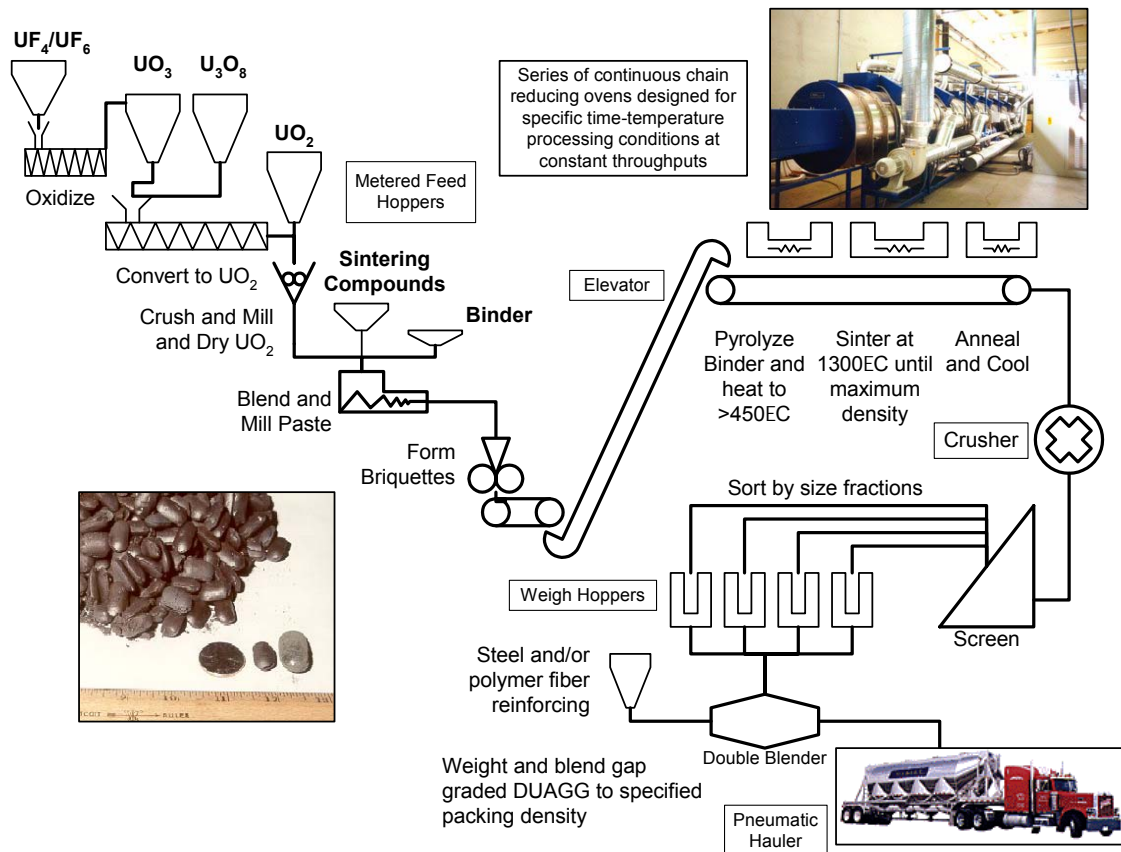 UF4/UF6
UO3
U3O8
UO2
Oxidize
Metered Feed
Hoppers
Series of continuous chain
reducing ovens designed for
specific time-temperature
processing conditions at
constant throughputs
Convert to UO2
Sintering
Compounds
Binder
Crush and Mill
and Dry UO2
Elevator
Blend and
Mill Paste
Pyrolyze
Binder and
heat to
>450EC
Sinter at
1300EC until
maximum
density
Anneal
and Cool
Form
Briquettes
Crusher
Sort by size fractions
Weigh Hoppers
Screen
Steel and/or
polymer fiber
reinforcing
Double Blender
Weight and blend gap
graded DUAGG to specified
packing density
Pneumatic
Hauler